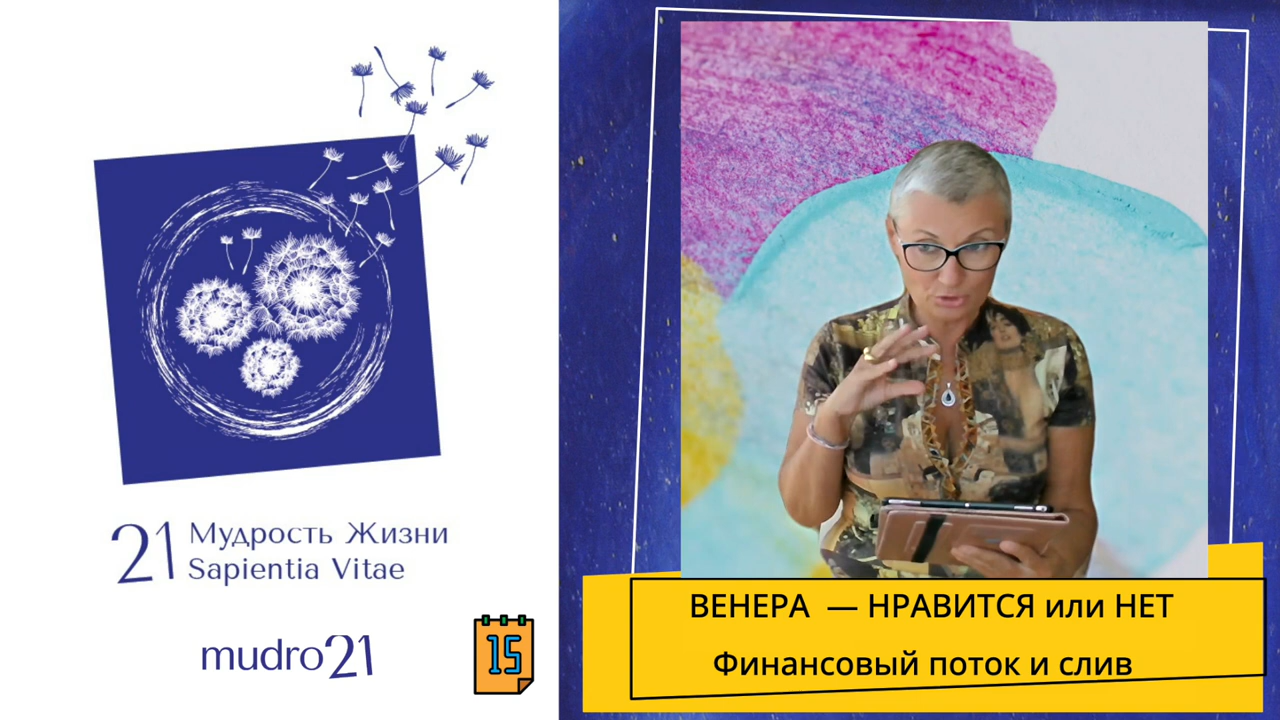 21 Мудрость Жизни
Sapientia Vitae
mudro21
15
ВЕНЕРА — НРАВИТСЯ или НЕТ
Финансовый поток и слив